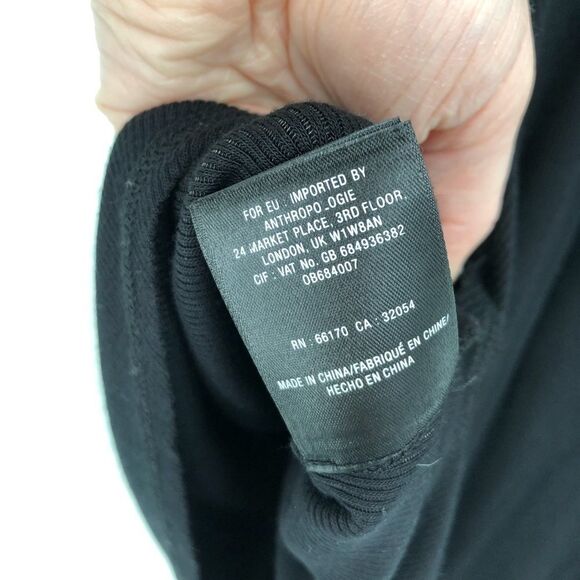 FOR EU : IMPORTED BY
ANTHROPOLOGIE
24 MARKET PLACE, 3RD FLOOR,
LONDON, UK W1W8AN
CIF : VAT No. GB 684936382
0B684007
RN : 66170 CA : 32054
MADE IN CHINA/FABRIQUÉ EN CHINE/
HECHO EN CHINA